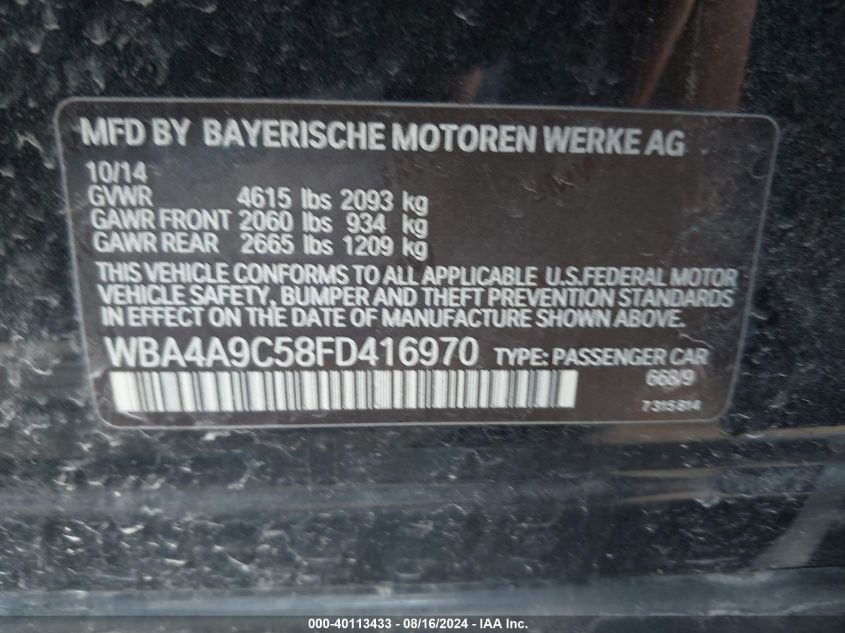 MFD BY BAYERISCHE MOTOREN WERKE AG
10/14
GVWR 4615 lbs 2093 kg
GAWR FRONT 2060 lbs 934 kg
GAWR REAR 2665 lbs 1209 kg
THIS VEHICLE CONFORMS TO ALL APPLICABLE U.S.FEDERAL MOTOR
VEHICLE SAFETY, BUMPER AND THEFT PREVENTION STANDARDS
IN EFFECT ON THE DATE OF MANUFACTURE SHOWN ABOVE.
WBA4A9C58FD416970 TYPE: PASSENGER CAR
668/9
7 315 814
000-40113433 - 08/16/2024 - IAA Inc.